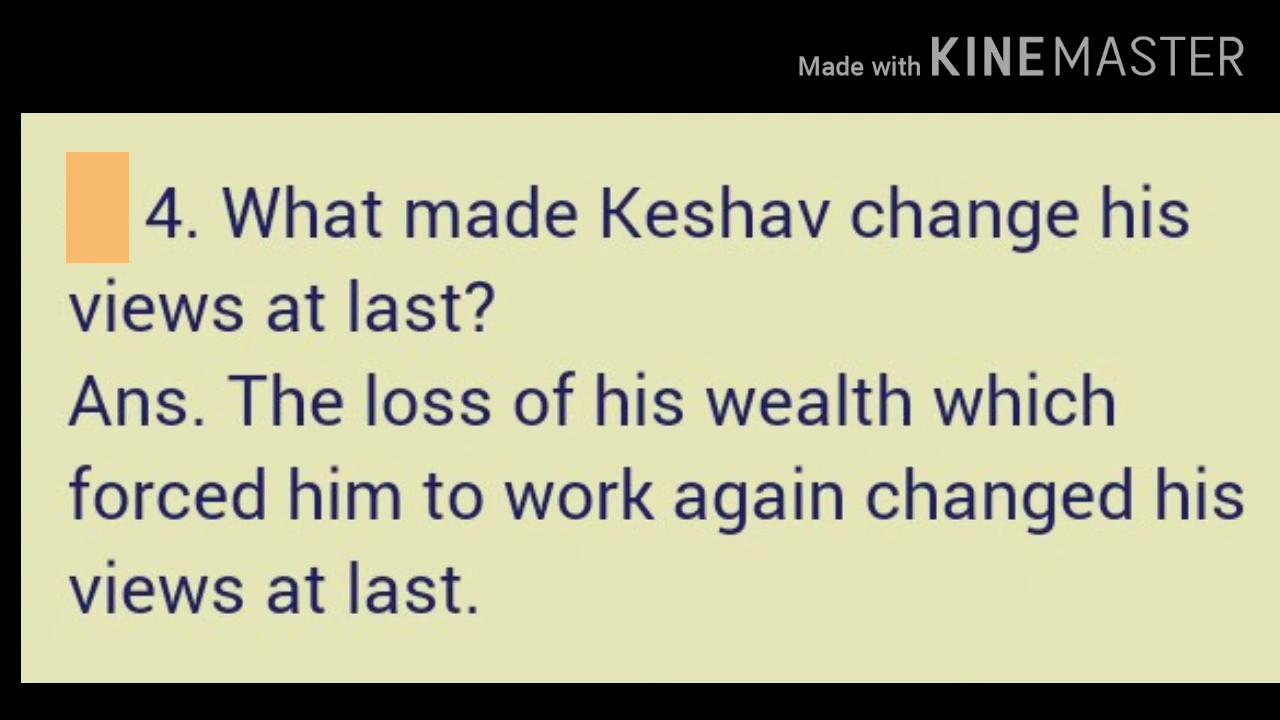 Made with KINEMASTER
4. What made Keshav change his
views at last?
Ans. The loss of his wealth which
forced him to work again changed his
views at last.